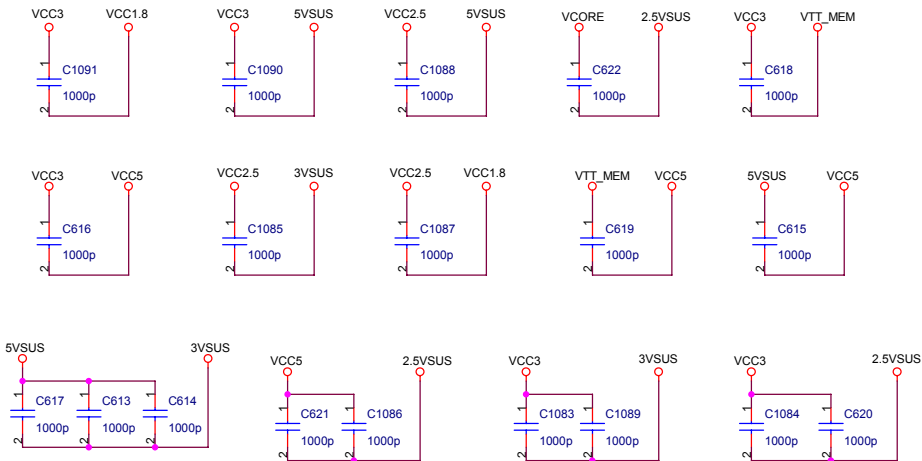 VCC3 VCC1.8 VCC3 5VSUS VCC2.5 5VSUS VCORE 2.5VSUS VCC3 VTT_MEM
1 C1091 1 C1090 1 C1088 1 C622 1 C618
2 1000p 2 1000p 2 1000p 2 1000p 2 1000p
VCC3 VCC5 VCC2.5 3VSUS VCC2.5 VCC1.8 VTT_MEM VCC5 5VSUS VCC5
1 C616 1 C1085 1 C1087 1 C619 1 C615
2 1000p 2 1000p 2 1000p 2 1000p 2 1000p
5VSUS 3VSUS VCC5 2.5VSUS VCC3 3VSUS VCC3 2.5VSUS
1 C617 1 C613 1 C614 1 C621 1 C1086 1 C1083 1 C1089 1 C1084 1 C620
2 1000p 2 1000p 2 1000p 2 1000p 2 1000p 2 1000p 2 1000p 2 1000p 2 1000p